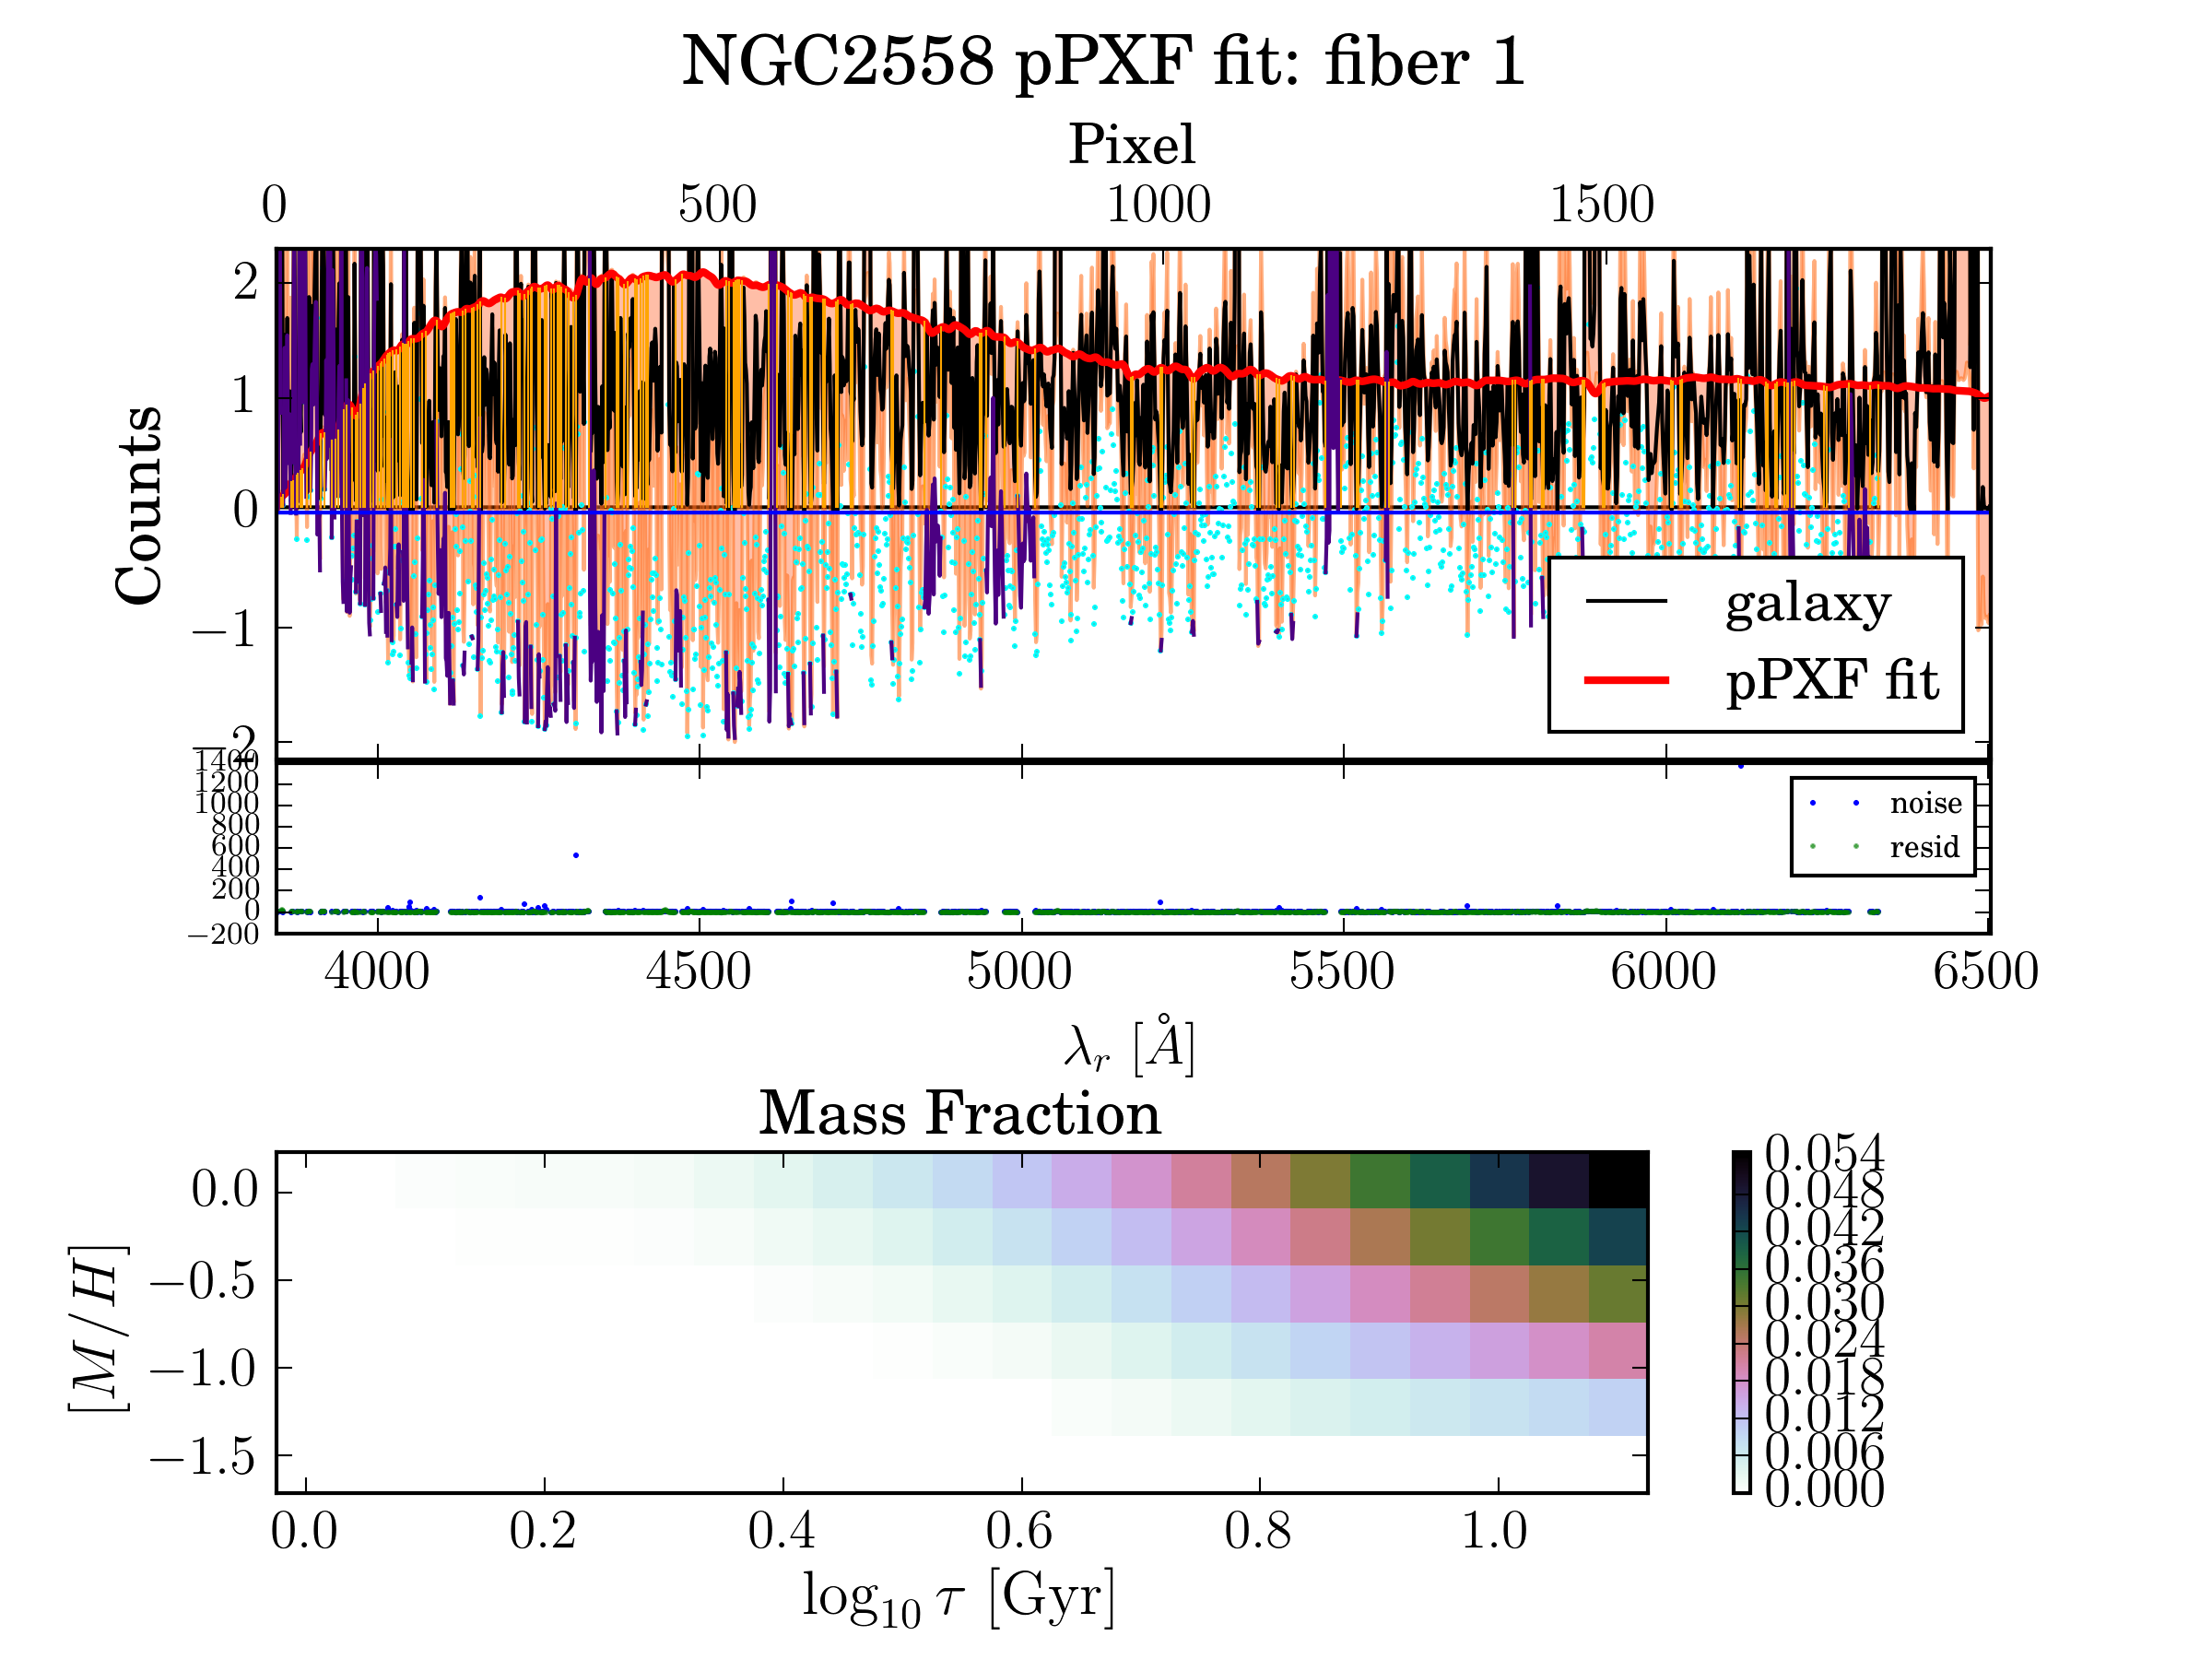 NGC2558 pPXF fit: fiber 1
Pixel
0 500 1000 1500
2
1
0
−1
−2
Counts
galaxy
pPXF fit
1400
1200
1000
800
600
400
200
0
−200
noise
resid
4000 4500 5000 5500 6000 6500
λr [Å]
Mass Fraction
0.0
−0.5
−1.0
−1.5
[M/H]
0.054
0.048
0.042
0.036
0.030
0.024
0.018
0.012
0.006
0.000
0.0 0.2 0.4 0.6 0.8 1.0
log10 τ [Gyr]